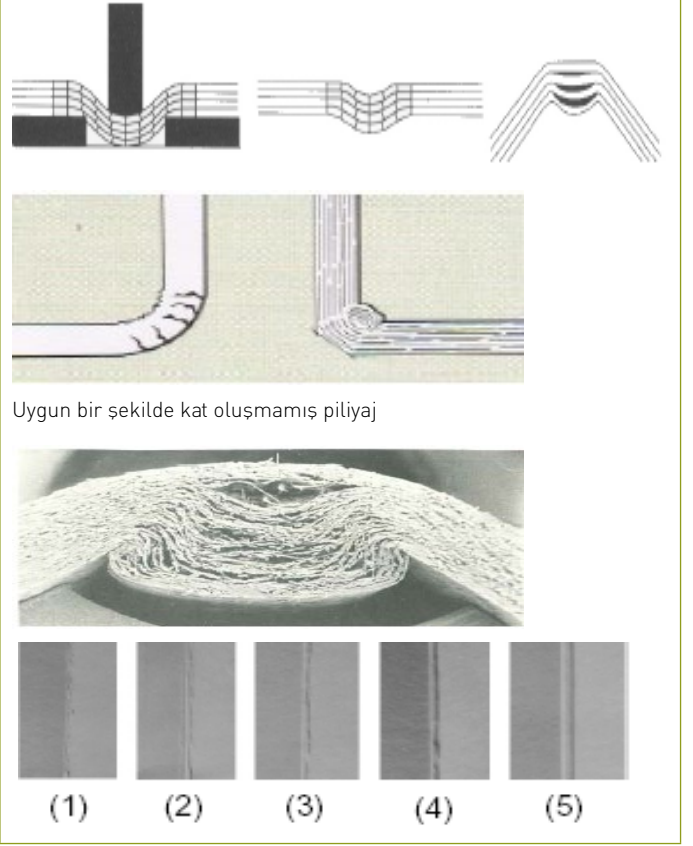 Uygun bir şekilde kat oluşmamış piliyaj
(1) (2) (3) (4) (5)